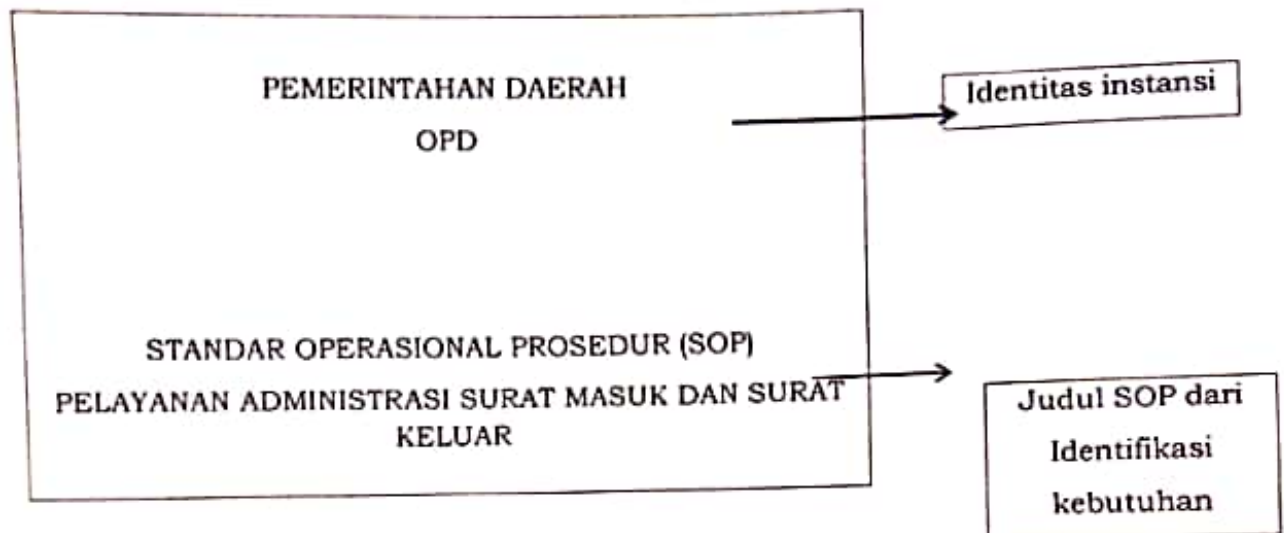 PEMERINTAHAN DAERAH
OPD
Identitas instansi
STANDAR OPERASIONAL PROSEDUR (SOP)
PELAYANAN ADMINISTRASI SURAT MASUK DAN SURAT
KELUAR
Judul SOP dari
Identifikasi
kebutuhan